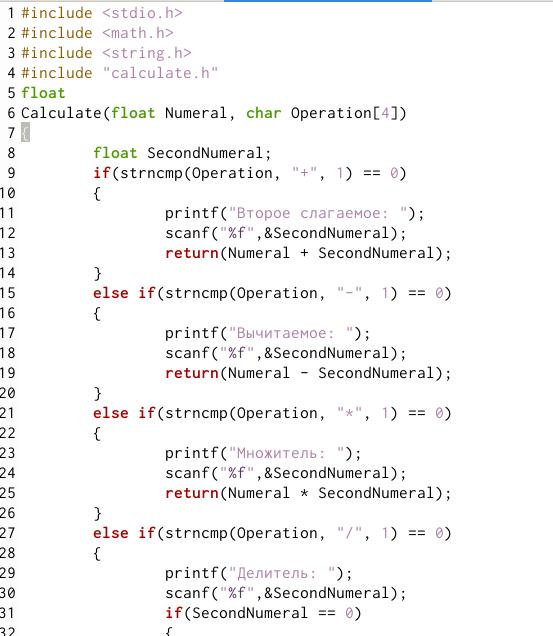 1 #include <stdio.h>
2 #include <math.h>
3 #include <string.h>
4 #include "calculate.h"
5 float
6 Calculate(float Numeral, char Operation[4])
7 {
8 float SecondNumeral;
9 if(strncmp(Operation, "+", 1) == 0)
10 {
11 printf("Второе слагаемое: ");
12 scanf("%f",&SecondNumeral);
13 return(Numeral + SecondNumeral);
14 }
15 else if(strncmp(Operation, "-", 1) == 0)
16 {
17 printf("Вычитаемое: ");
18 scanf("%f",&SecondNumeral);
19 return(Numeral - SecondNumeral);
20 }
21 else if(strncmp(Operation, "*", 1) == 0)
22 {
23 printf("Множитель: ");
24 scanf("%f",&SecondNumeral);
25 return(Numeral * SecondNumeral);
26 }
27 else if(strncmp(Operation, "/", 1) == 0)
28 {
29 printf("Делитель: ");
30 scanf("%f",&SecondNumeral);
31 if(SecondNumeral == 0)
32 {